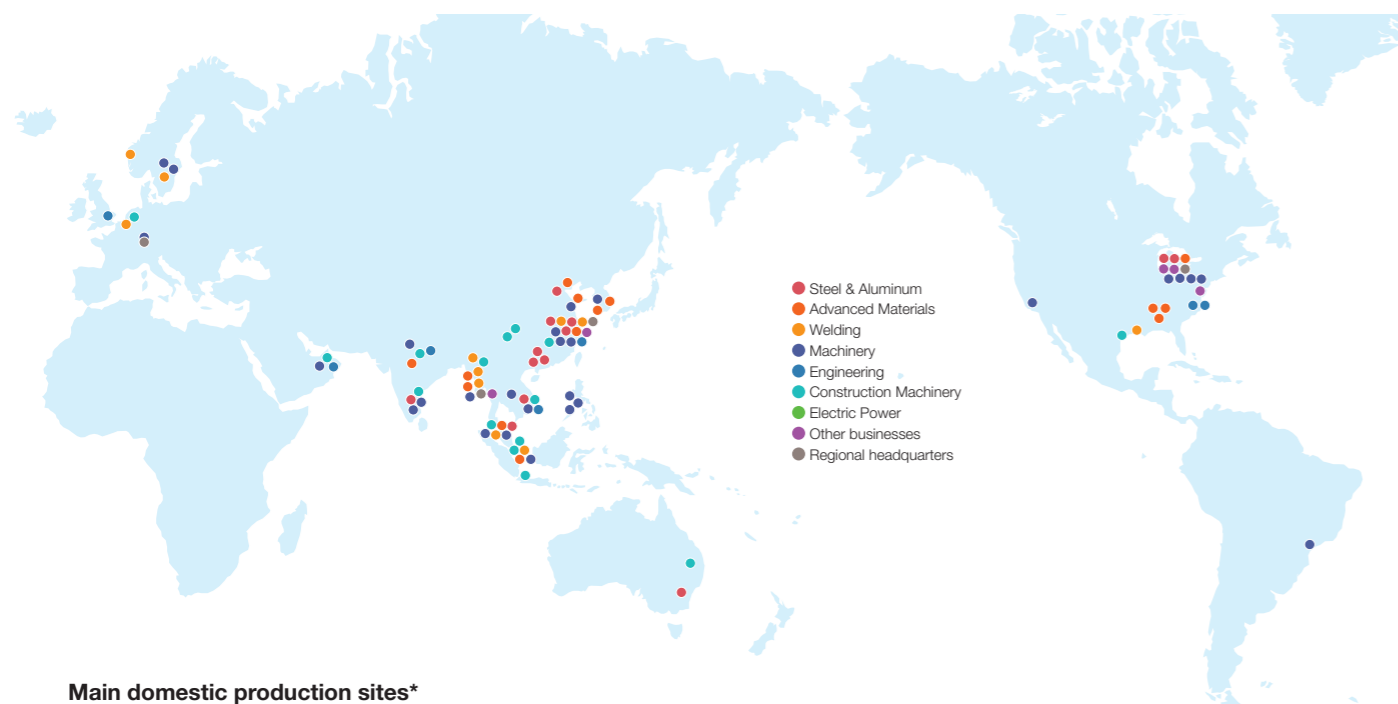 Steel & Aluminum
Advanced Materials
Welding
Machinery
Engineering
Construction Machinery
Electric Power
Other businesses
Regional headquarters
Main domestic production sites*